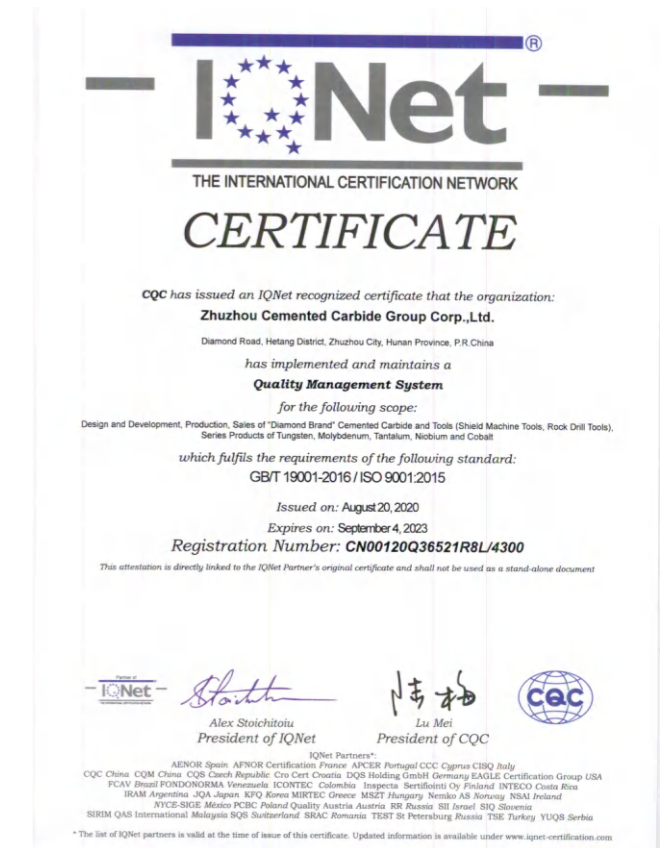 IQNet ®
THE INTERNATIONAL CERTIFICATION NETWORK
CERTIFICATE
CQC has issued an IQNet recognized certificate that the organization:
Zhuzhou Cemented Carbide Group Corp.,Ltd.
Diamond Road, Hetang District, Zhuzhou City, Hunan Province, P.R.China
has implemented and maintains a
Quality Management System
for the following scope:
Design and Development, Production, Sales of "Diamond Brand" Cemented Carbide and Tools (Shield Machine Tools, Rock Drill Tools),
Series Products of Tungsten, Molybdenum, Tantalum, Niobium and Cobalt
which fulfils the requirements of the following standard:
GB/T 19001-2016 / ISO 9001:2015
Issued on: August 20, 2020
Expires on: September 4, 2023
Registration Number: CN00120Q36521R8L/4300
This attestation is directly linked to the IQNet Partner's original certificate and shall not be used as a stand-alone document
Partner of
IQNet
THE INTERNATIONAL CERTIFICATION NETWORK
CQC
Alex Stoichitoiu
President of IQNet
Lu Mei
President of CQC
IQNet Partners*:
AENOR Spain AFNOR Certification France APCER Portugal CCC Cyprus CISQ Italy
CQC China CQM China CQS Czech Republic Cro Cert Croatia DQS Holding GmbH Germany EAGLE Certification Group USA
FCAV Brazil FONDONORMA Venezuela ICONTEC Colombia Inspecta Sertifiointi Oy Finland INTECO Costa Rica
IRAM Argentina JQA Japan KFQ Korea MIRTEC Greece MSZT Hungary Nemko AS Norway NSAI Ireland
NYCE-SIGE México PCBC Poland Quality Austria Austria RR Russia SII Israel SIQ Slovenia
SIRIM QAS International Malaysia SQS Switzerland SRAC Romania TEST St Petersburg Russia TSE Turkey YUQS Serbia
* The list of IQNet partners is valid at the time of issue of this certificate. Updated information is available under www.iqnet-certification.com